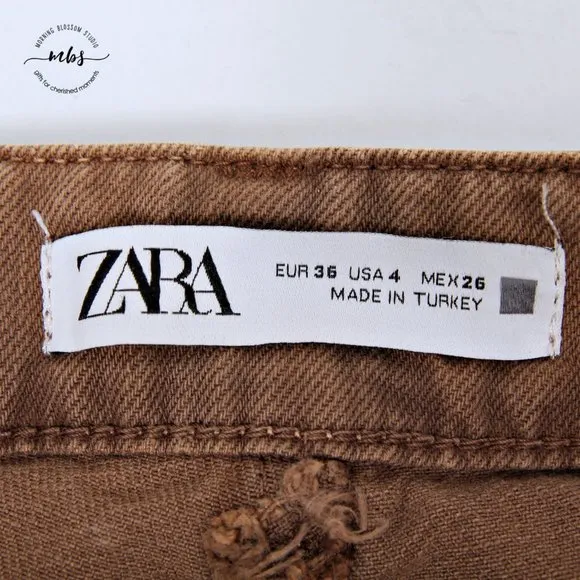 MORNING BLOSSOM STUDIO
mbs
gifts for cherished moments
ZARA
EUR 36 USA 4 MEX 26
MADE IN TURKEY